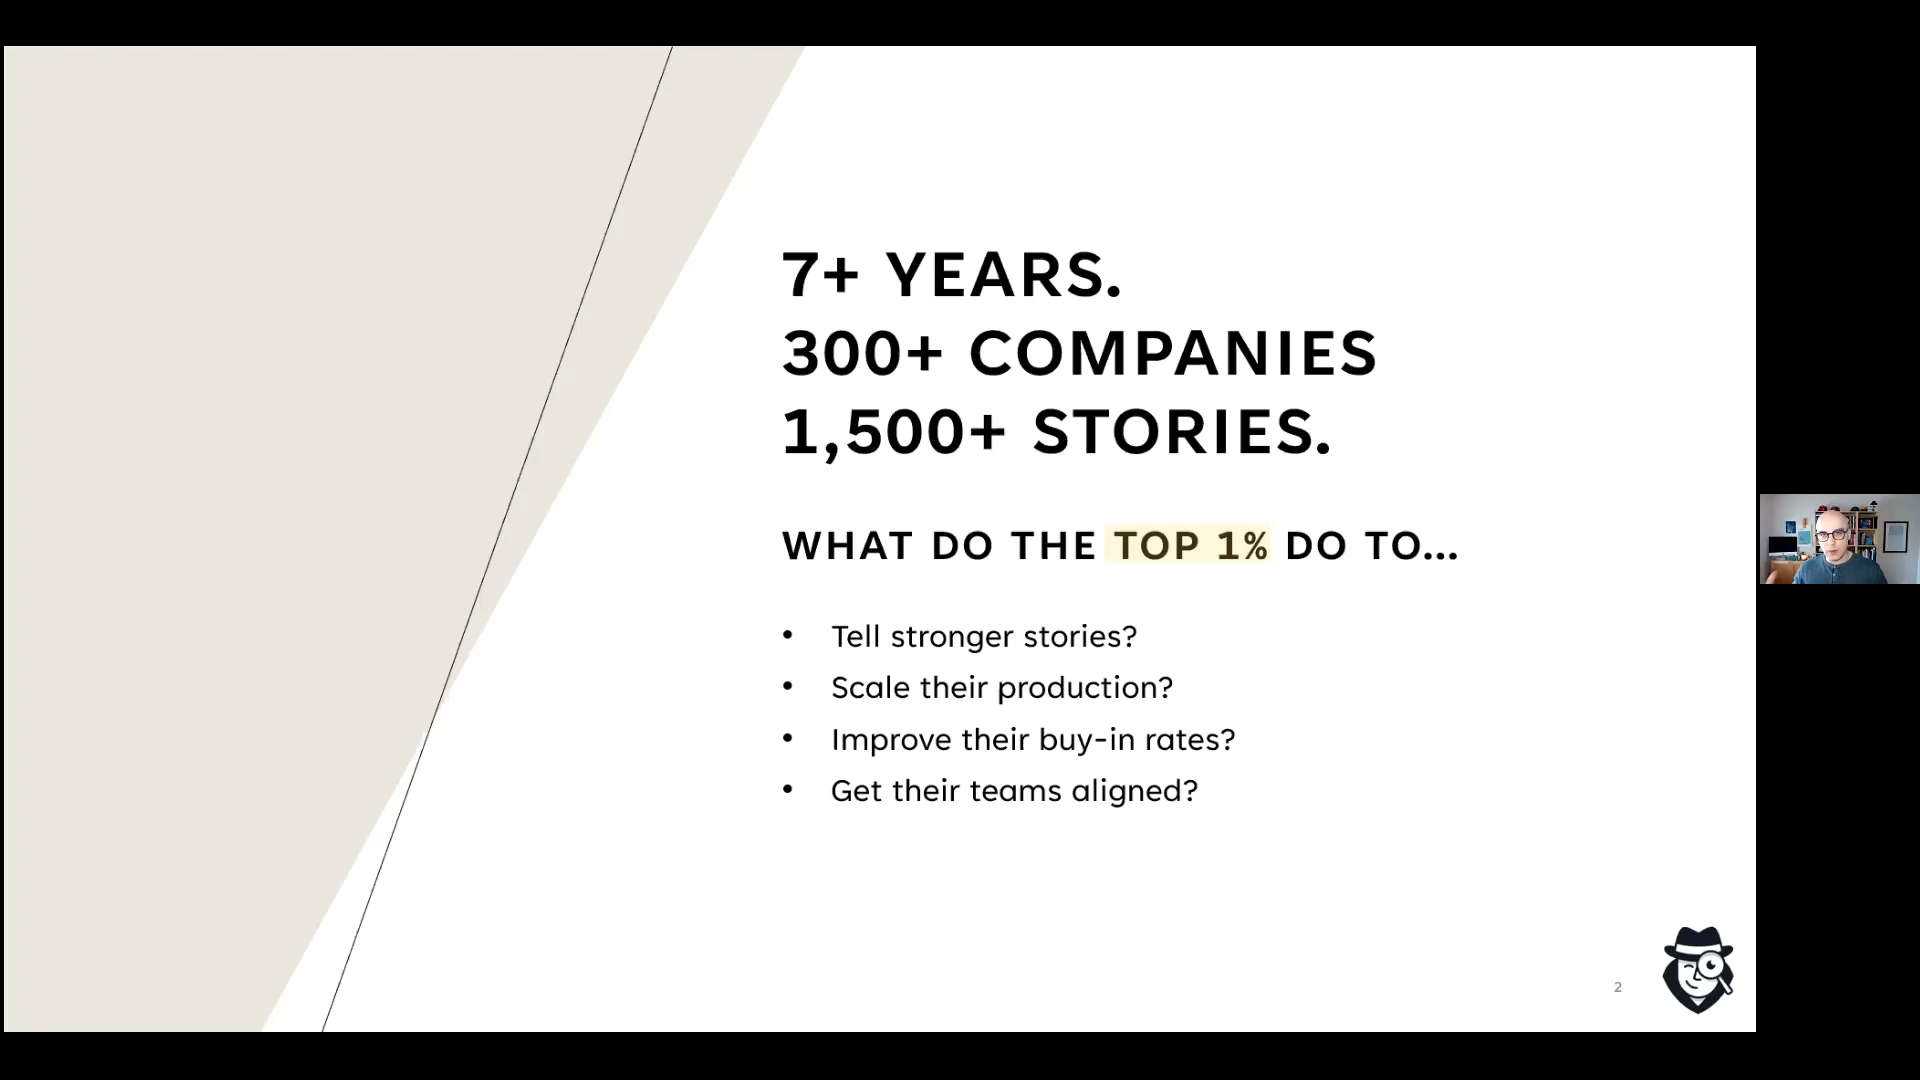 7+ YEARS.
300+ COMPANIES
1,500+ STORIES.
WHAT DO THE TOP 1% DO TO...
• Tell stronger stories?
• Scale their production?
• Improve their buy-in rates?
• Get their teams aligned?
2